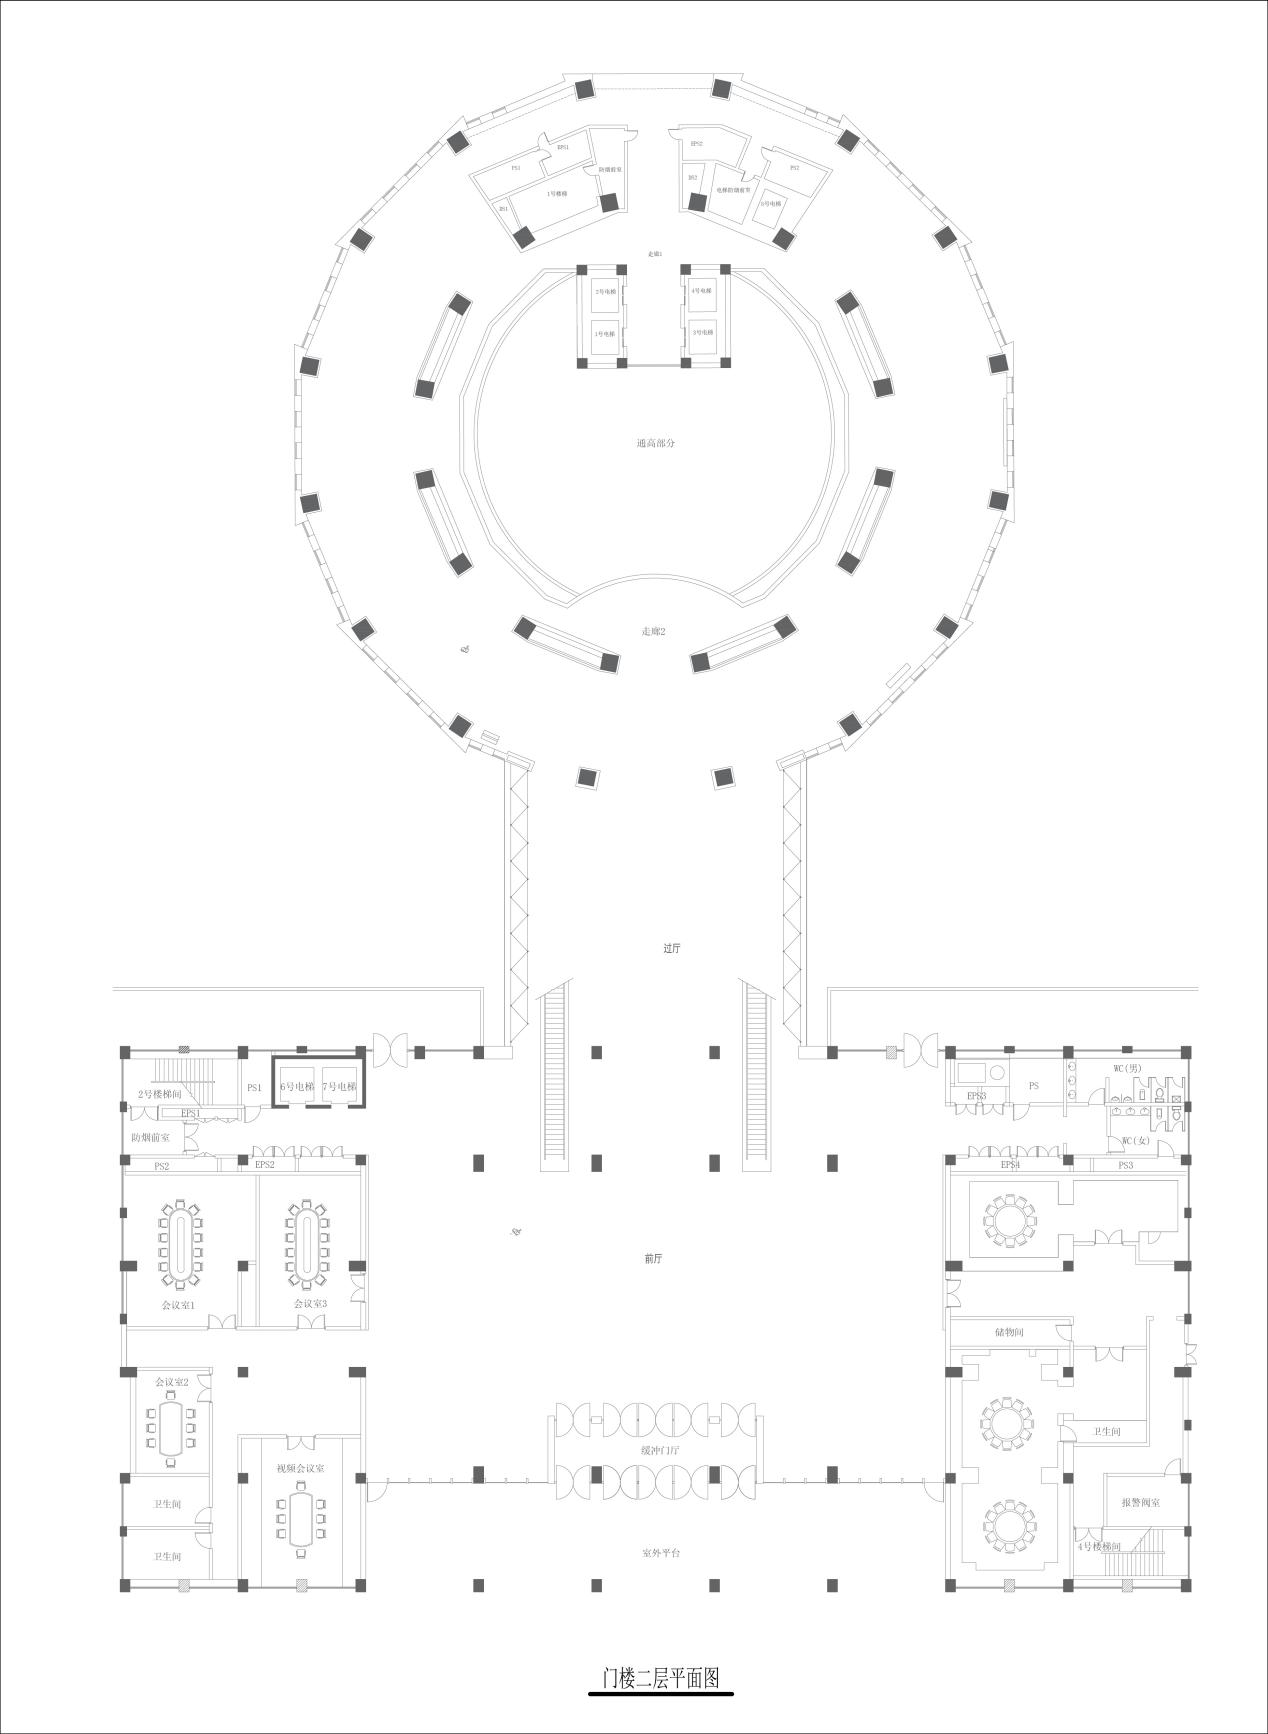 EPS1
PS1
防烟前室
1号楼梯
DS1
EPS2
PS2
DS2
电梯防烟前室
5号电梯
走廊1
2号电梯
4号电梯
1号电梯
3号电梯
通高部分
走廊2
过厅
2号楼梯间
PS1
6号电梯
7号电梯
EPS1
防烟前室
PS2
EPS2
EPS3
PS
WC(男)
WC(女)
EPS4
PS3
前厅
会议室1
会议室3
储物间
会议室2
视频会议室
缓冲门厅
卫生间
卫生间
卫生间
报警阀室
4号楼梯间
室外平台
门楼二层平面图